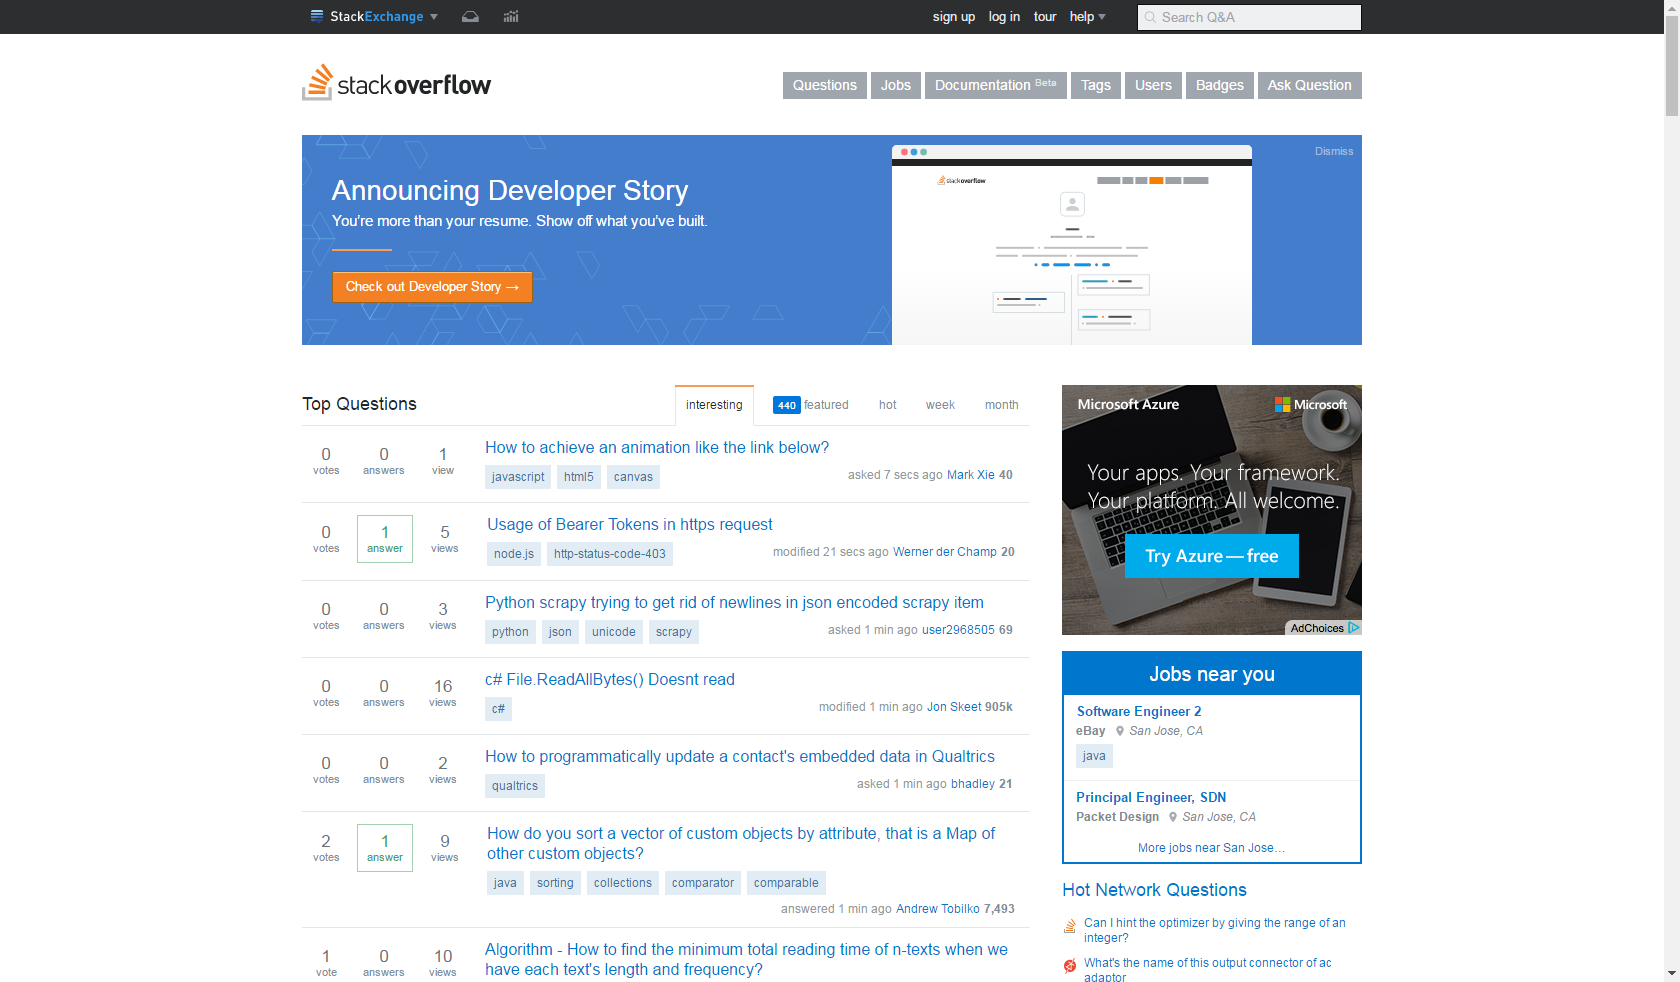 StackExchange
sign up log in tour help
Search Q&A
stackoverflow
Questions Jobs Documentation Beta Tags Users Badges Ask Question
Dismiss
Announcing Developer Story
You're more than your resume. Show off what you've built.
Check out Developer Story →
stackoverflow
Top Questions
interesting 440 featured hot week month
0 votes 0 answers 1 view
How to achieve an animation like the link below?
javascript html5 canvas
asked 7 secs ago Mark Xie 40
0 votes 1 answer 5 views
Usage of Bearer Tokens in https request
node.js http-status-code-403
modified 21 secs ago Werner der Champ 20
0 votes 0 answers 3 views
Python scrapy trying to get rid of newlines in json encoded scrapy item
python json unicode scrapy
asked 1 min ago user2968505 69
0 votes 0 answers 16 views
c# File.ReadAllBytes() Doesnt read
c#
modified 1 min ago Jon Skeet 905k
0 votes 0 answers 2 views
How to programmatically update a contact's embedded data in Qualtrics
qualtrics
asked 1 min ago bhadley 21
2 votes 1 answer 9 views
How do you sort a vector of custom objects by attribute, that is a Map of
other custom objects?
java sorting collections comparator comparable
answered 1 min ago Andrew Tobilko 7,493
1 vote 0 answers 10 views
Algorithm - How to find the minimum total reading time of n-texts when we
have each text's length and frequency?
Microsoft Azure
Microsoft
Your apps. Your framework.
Your platform. All welcome.
Try Azure — free
AdChoices
Jobs near you
Software Engineer 2
eBay San Jose, CA
java
Principal Engineer, SDN
Packet Design San Jose, CA
More jobs near San Jose...
Hot Network Questions
Can I hint the optimizer by giving the range of an
integer?
What's the name of this output connector of ac
adaptor